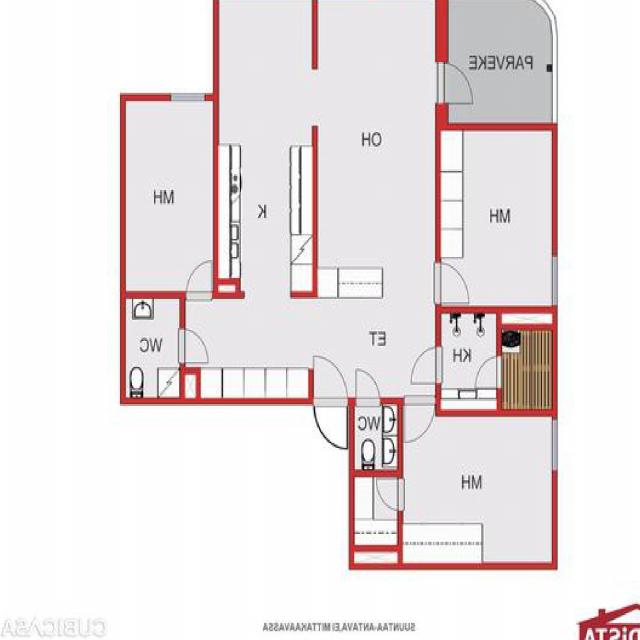 PARVEKE
OH
MH
MH
K
WC
ET
KH
WC
MH
SUUNTAA-ANTAVA, EI MITTAKAAVASSA
CUBICASA
DISTA